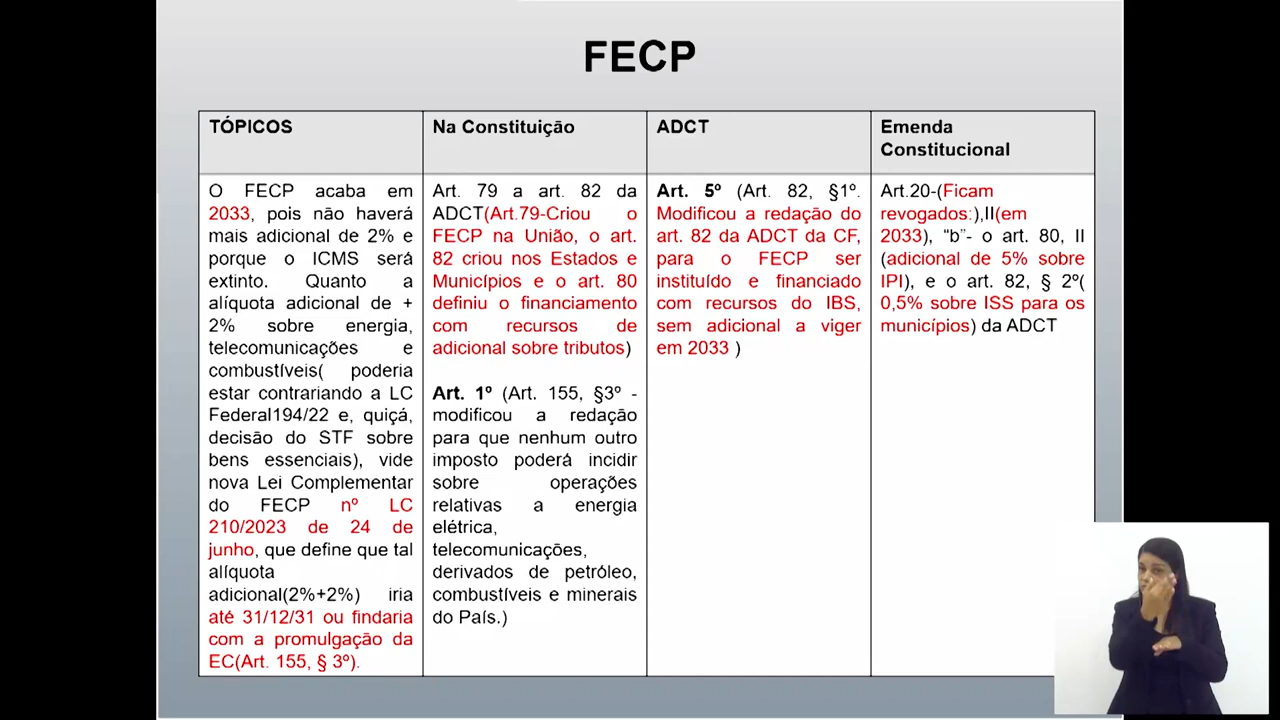 FECP
TÓPICOS
Na Constituição
ADCT
Emenda
Constitucional
O FECP acaba em
2033, pois não haverá
mais adicional de 2% e
porque o ICMS será
extinto. Quanto a
alíquota adicional de +
2% sobre energia,
telecomunicações e
combustíveis( poderia
estar contrariando a LC
Federal194/22 e, quiçá,
decisão do STF sobre
bens essenciais), vide
nova Lei Complementar
do FECP nº LC
210/2023 de 24 de
junho, que define que tal
alíquota
adicional(2%+2%) iria
até 31/12/31 ou findaria
com a promulgação da
EC(Art. 155, § 3º).
Art. 79 a art. 82 da
ADCT(Art.79-Criou o
FECP na União, o art.
82 criou nos Estados e
Municípios e o art. 80
definiu o financiamento
com recursos de
adicional sobre tributos)
Art. 1º (Art. 155, §3º -
modificou a redação
para que nenhum outro
imposto poderá incidir
sobre operações
relativas a energia
elétrica,
telecomunicações,
derivados de petróleo,
combustíveis e minerais
do País.)
Art. 5º (Art. 82, §1º.
Modificou a redação do
art. 82 da ADCT da CF,
para o FECP ser
instituído e financiado
com recursos do IBS,
sem adicional a viger
em 2033 )
Art.20-(Ficam
revogados:),II(em
2033), “b”- o art. 80, II
(adicional de 5% sobre
IPI), e o art. 82, § 2º(
0,5% sobre ISS para os
municípios) da ADCT